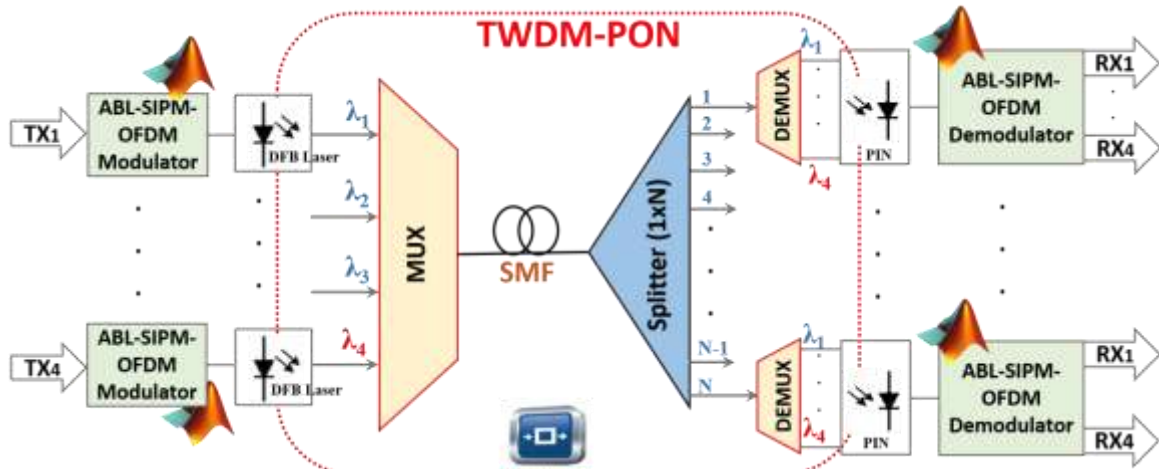 TWDM-PON
TX1
ABL-SIPM-
OFDM
Modulator
DFB Laser
λ1
λ2
λ3
TX4
ABL-SIPM-
OFDM
Modulator
DFB Laser
λ4
MUX
SMF
Splitter (1xN)
1
2
3
4
N-1
N
DEMUX
λ1
λ4
PIN
ABL-SIPM-
OFDM
Demodulator
RX1
RX4
DEMUX
λ1
λ4
PIN
ABL-SIPM-
OFDM
Demodulator
RX1
RX4